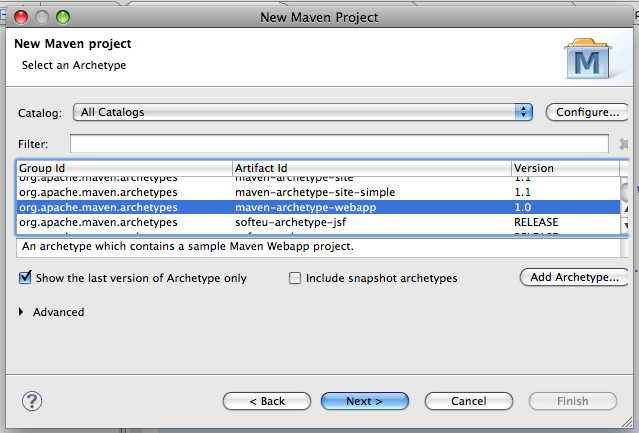 New Maven Project
New Maven project
Select an Archetype
M
Catalog: All Catalogs Configure...
Filter:
Group Id Artifact Id Version
org.apache.maven.archetypes maven-archetype-site 1.1
org.apache.maven.archetypes maven-archetype-site-simple 1.1
org.apache.maven.archetypes maven-archetype-webapp 1.0
org.apache.maven.archetypes softeu-archetype-jsf RELEASE
An archetype which contains a sample Maven Webapp project.
Show the last version of Archetype only Include snapshot archetypes Add Archetype...
Advanced
? < Back Next > Cancel Finish